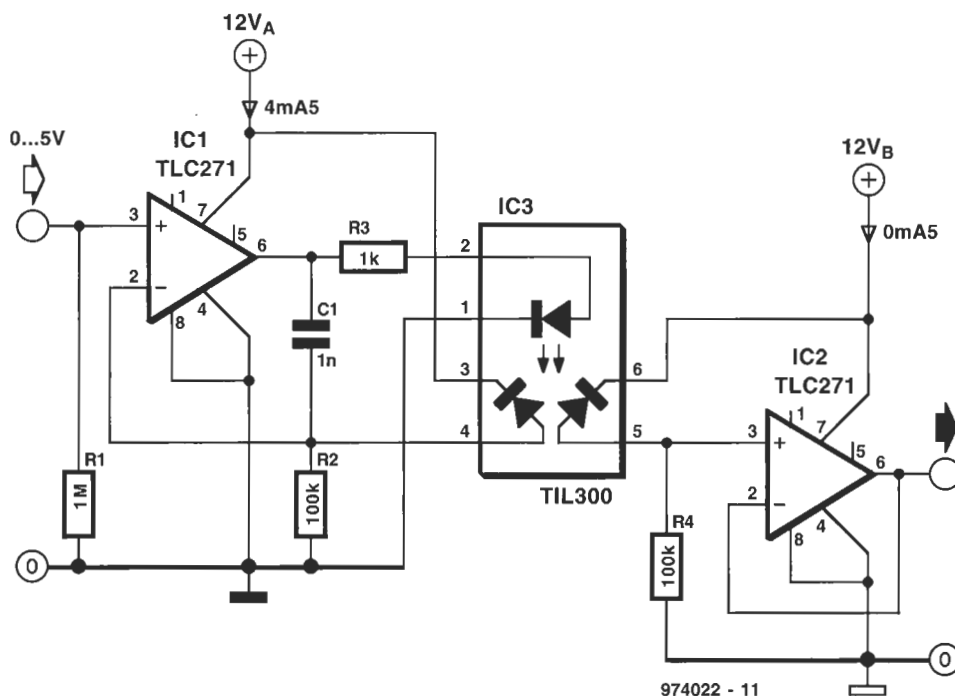 12VA
4mA5
0...5V
IC1
TLC271
1
7
3
+
5
6
2
−
4
8
R3
1k
C1
1n
R1
1M
R2
100k
0
IC3
2
1
3
4
6
5
TIL300
12VB
0mA5
IC2
TLC271
1
7
3
+
5
6
2
−
4
8
R4
100k
0
974022 - 11